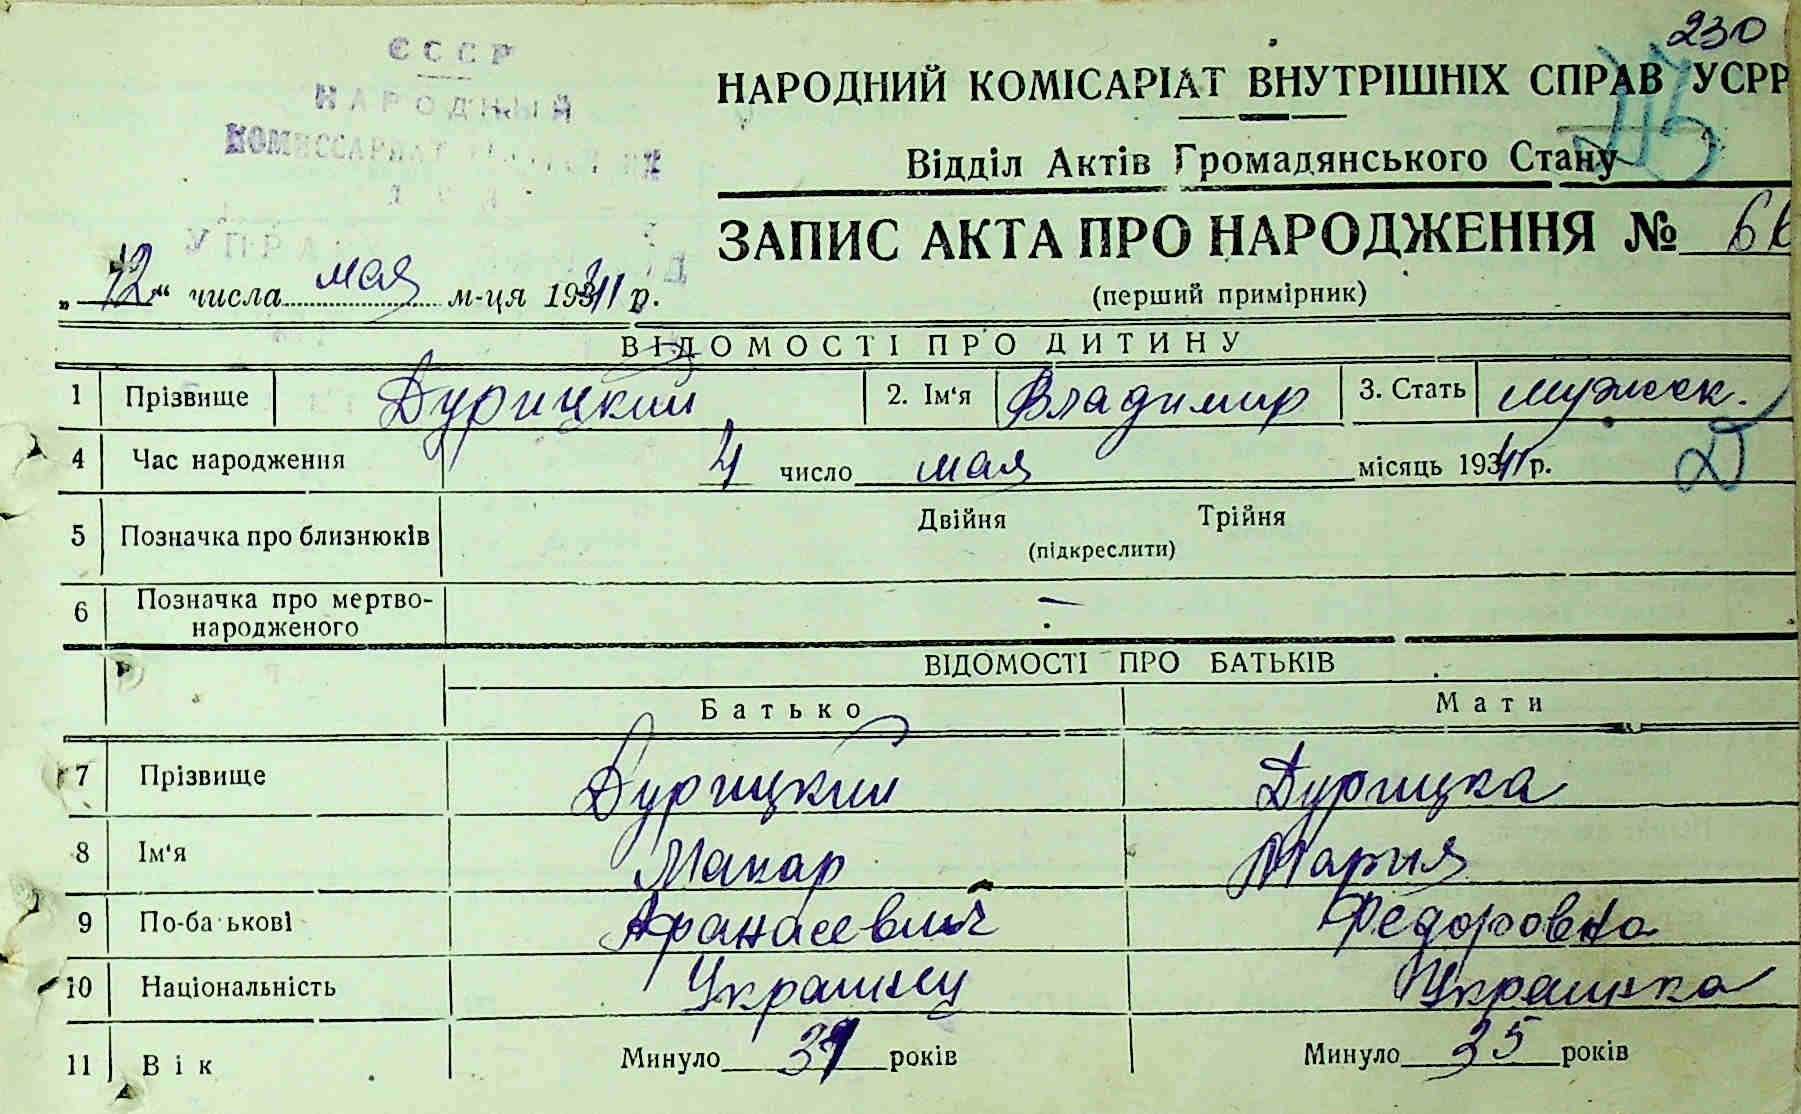 230
СССР
НАРОДНЫЙ
КОМИССАРИАТ
УПРА
НАРОДНИЙ КОМІСАРІАТ ВНУТРІШНІХ СПРАВ УСРР
Відділ Актів Громадянського Стану
ЗАПИС АКТА ПРО НАРОДЖЕННЯ №
„12“ числа мая м-ця 1941 р.
(перший примірник)
ВІДОМОСТІ ПРО ДИТИНУ
1 Прізвище Дурицкий 2. Ім'я Владимир 3. Стать мужск.
4 Час народження 4 число мая місяць 1941 р.
5 Позначка про близнюків Двійня Трійня
(підкреслити)
6 Позначка про мертво-
народженого —
ВІДОМОСТІ ПРО БАТЬКІВ
Батько Мати
7 Прізвище Дурицкий Дурицка
8 Ім'я Макар Мария
9 По-батькові Афанасевич Федоровна
10 Національність Украинец Украинка
11 Вік Минуло років Минуло 35 років